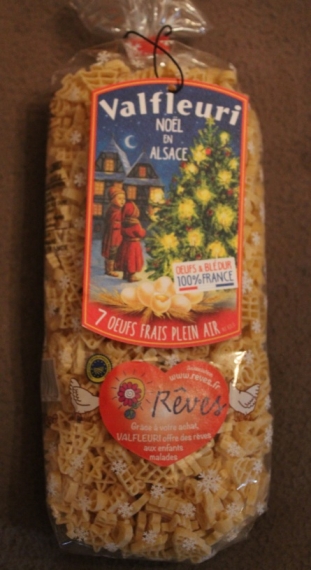 Valfleuri
NOËL
EN
ALSACE
OEUFS & BLÉ DUR
100% FRANCE
7 OEUFS FRAIS PLEIN AIR
www.reves.fr
Rêves
Grâce à votre achat,
VALFLEURI offre des rêves
aux enfants
malades